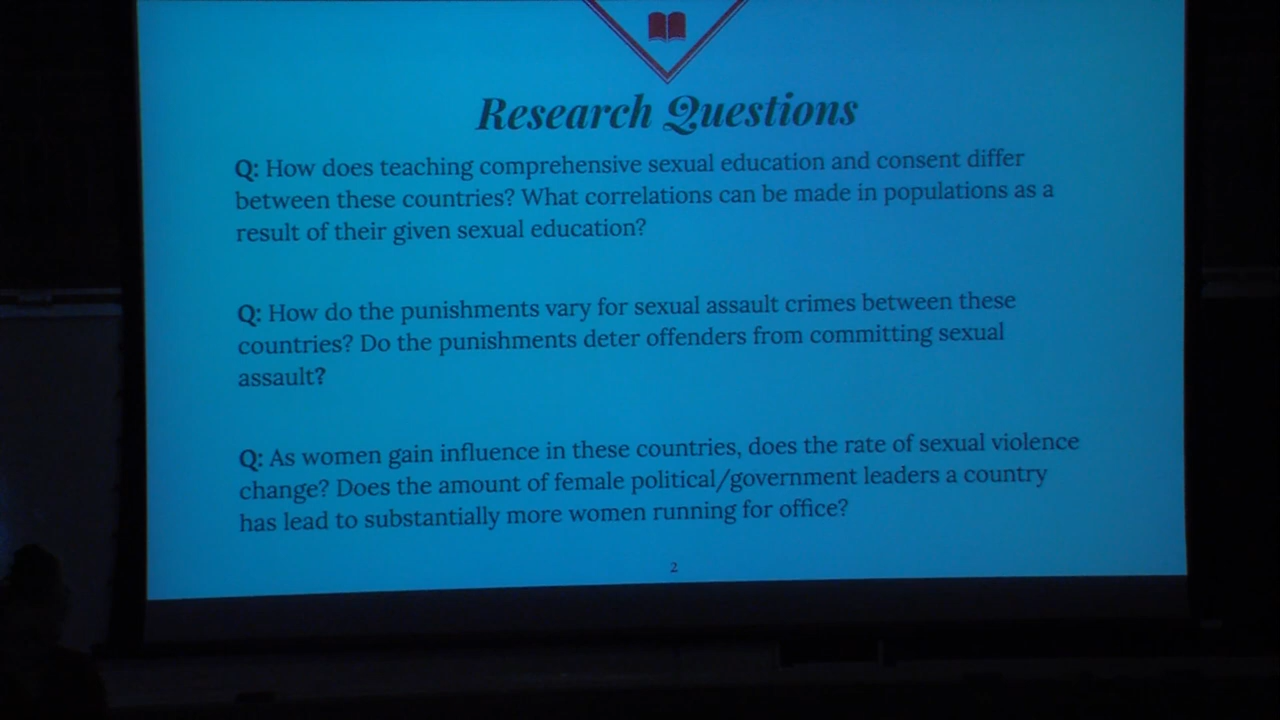 Research Questions
Q: How does teaching comprehensive sexual education and consent differ
between these countries? What correlations can be made in populations as a
result of their given sexual education?
Q: How do the punishments vary for sexual assault crimes between these
countries? Do the punishments deter offenders from committing sexual
assault?
Q: As women gain influence in these countries, does the rate of sexual violence
change? Does the amount of female political/government leaders a country
has lead to substantially more women running for office?
2